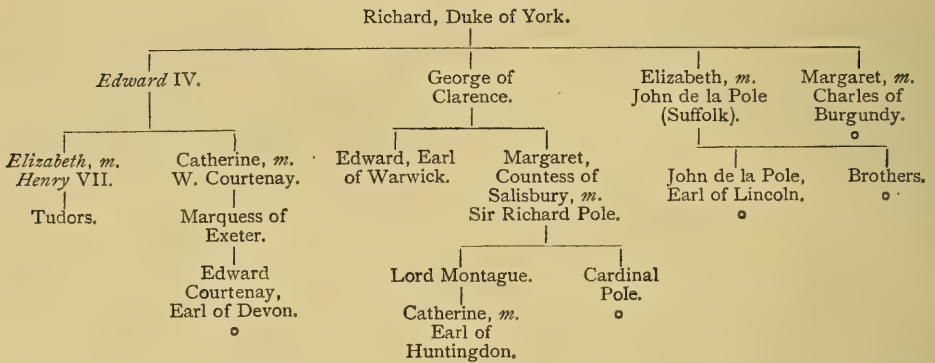 Richard, Duke of York.
Edward IV.
George of
Clarence.
Elizabeth, m.
John de la Pole
(Suffolk).
Margaret, m.
Charles of
Burgundy.
Elizabeth, m.
Henry VII.
Tudors.
Catherine, m.
W. Courtenay.
Marquess of
Exeter.
Edward
Courtenay,
Earl of Devon.
Edward, Earl
of Warwick.
Margaret,
Countess of
Salisbury, m.
Sir Richard Pole.
John de la Pole,
Earl of Lincoln.
Brothers.
Lord Montague.
Catherine, m.
Earl of
Huntingdon.
Cardinal
Pole.